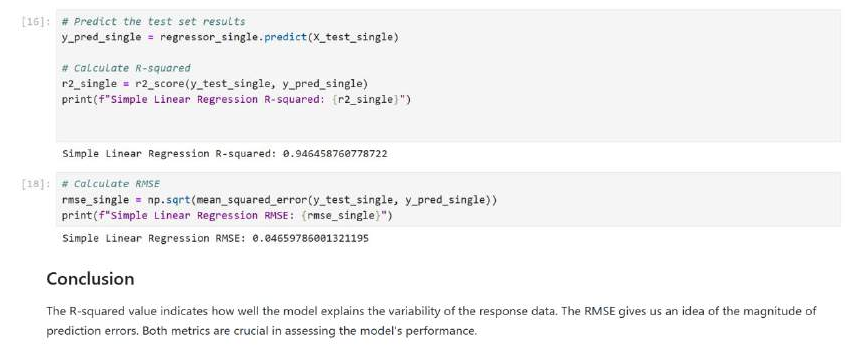 [16]: # Predict the test set results
y_pred_single = regressor_single.predict(X_test_single)
# Calculate R-squared
r2_single = r2_score(y_test_single, y_pred_single)
print(f"Simple Linear Regression R-squared: {r2_single}")
Simple Linear Regression R-squared: 0.946458760778722
[18]: # Calculate RMSE
rmse_single = np.sqrt(mean_squared_error(y_test_single, y_pred_single))
print(f"Simple Linear Regression RMSE: {rmse_single}")
Simple Linear Regression RMSE: 0.04659786001321195
Conclusion
The R-squared value indicates how well the model explains the variability of the response data. The RMSE gives us an idea of the magnitude of
prediction errors. Both metrics are crucial in assessing the model's performance.